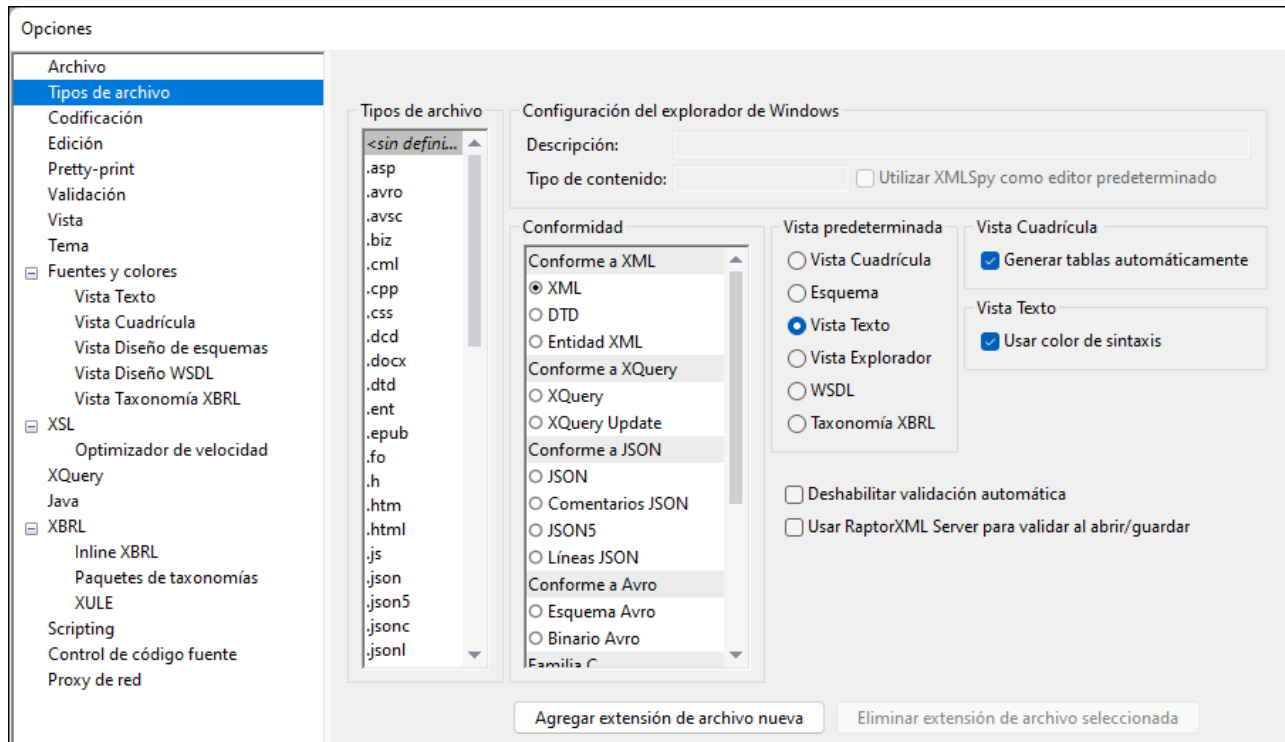 Opciones
Archivo
Tipos de archivo
Codificación
Edición
Pretty-print
Validación
Vista
Tema
Fuentes y colores
Vista Texto
Vista Cuadrícula
Vista Diseño de esquemas
Vista Diseño WSDL
Vista Taxonomía XBRL
XSL
Optimizador de velocidad
XQuery
Java
XBRL
Inline XBRL
Paquetes de taxonomías
XULE
Scripting
Control de código fuente
Proxy de red
Tipos de archivo
<sin defini...
.asp
.avro
.avsc
.biz
.cml
.cpp
.css
.dcd
.docx
.dtd
.ent
.epub
.fo
.h
.htm
.html
.js
.json
.json5
.jsonc
.jsonl
Configuración del explorador de Windows
Descripción:
Tipo de contenido:
Utilizar XMLSpy como editor predeterminado
Conformidad
Conforme a XML
XML
DTD
Entidad XML
Conforme a XQuery
XQuery
XQuery Update
Conforme a JSON
JSON
Comentarios JSON
JSON5
Líneas JSON
Conforme a Avro
Esquema Avro
Binario Avro
Familia C
Vista predeterminada
Vista Cuadrícula
Esquema
Vista Texto
Vista Explorador
WSDL
Taxonomía XBRL
Vista Cuadrícula
Generar tablas automáticamente
Vista Texto
Usar color de sintaxis
Deshabilitar validación automática
Usar RaptorXML Server para validar al abrir/guardar
Agregar extensión de archivo nueva
Eliminar extensión de archivo seleccionada